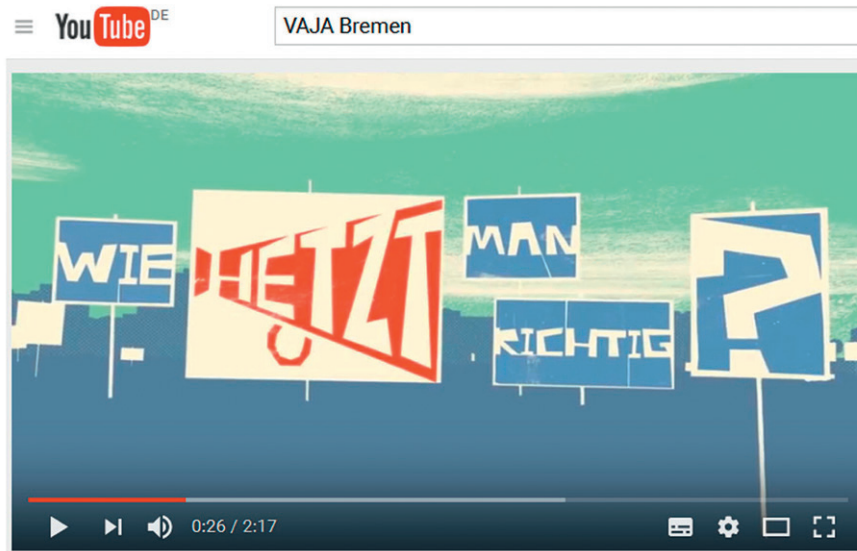 YouTube DE
VAJA Bremen
WIE HETZT MAN
RICHTIG ?
0:26 / 2:17